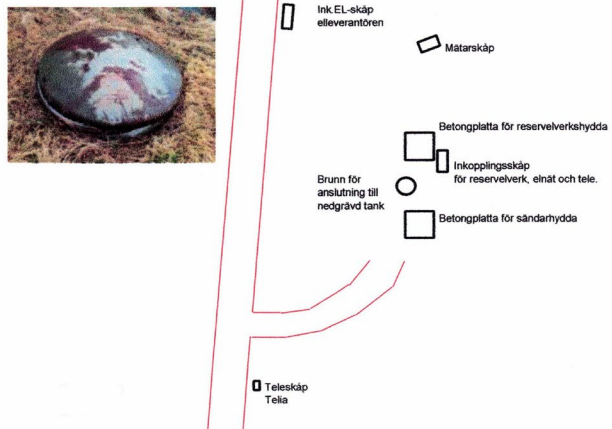 Ink.EL-skåp
elleverantören
Mätarskåp
Betongplatta för reservelverkshydda
Inkopplingsskåp
för reservelverk, elnät och tele.
Brunn för
anslutning till
nedgrävd tank
Betongplatta för sändarhydda
Teleskåp
Telia